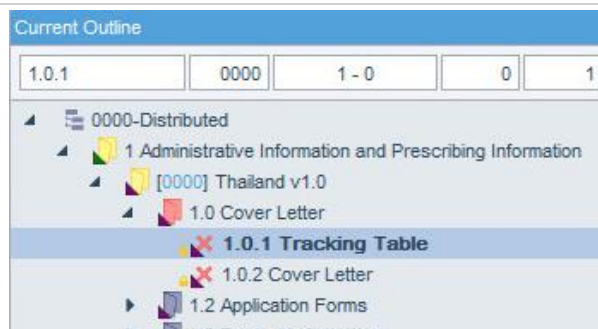 Current Outline
1.0.1 0000 1 - 0 0 1
0000-Distributed
1 Administrative Information and Prescribing Information
[0000] Thailand v1.0
1.0 Cover Letter
1.0.1 Tracking Table
1.0.2 Cover Letter
1.2 Application Forms